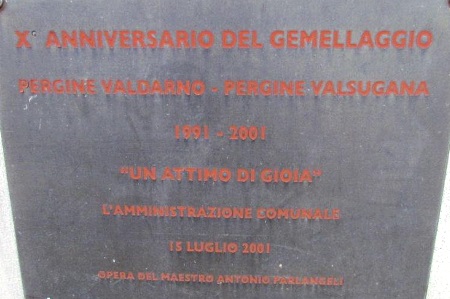 X° ANNIVERSARIO DEL GEMELLAGGIO
PERGINE VALDARNO - PERGINE VALSUGANA
1991 - 2001
"UN ATTIMO DI GIOIA"
L'AMMINISTRAZIONE COMUNALE
15 LUGLIO 2001
OPERA DEL MAESTRO ANTONIO PERLANGELI